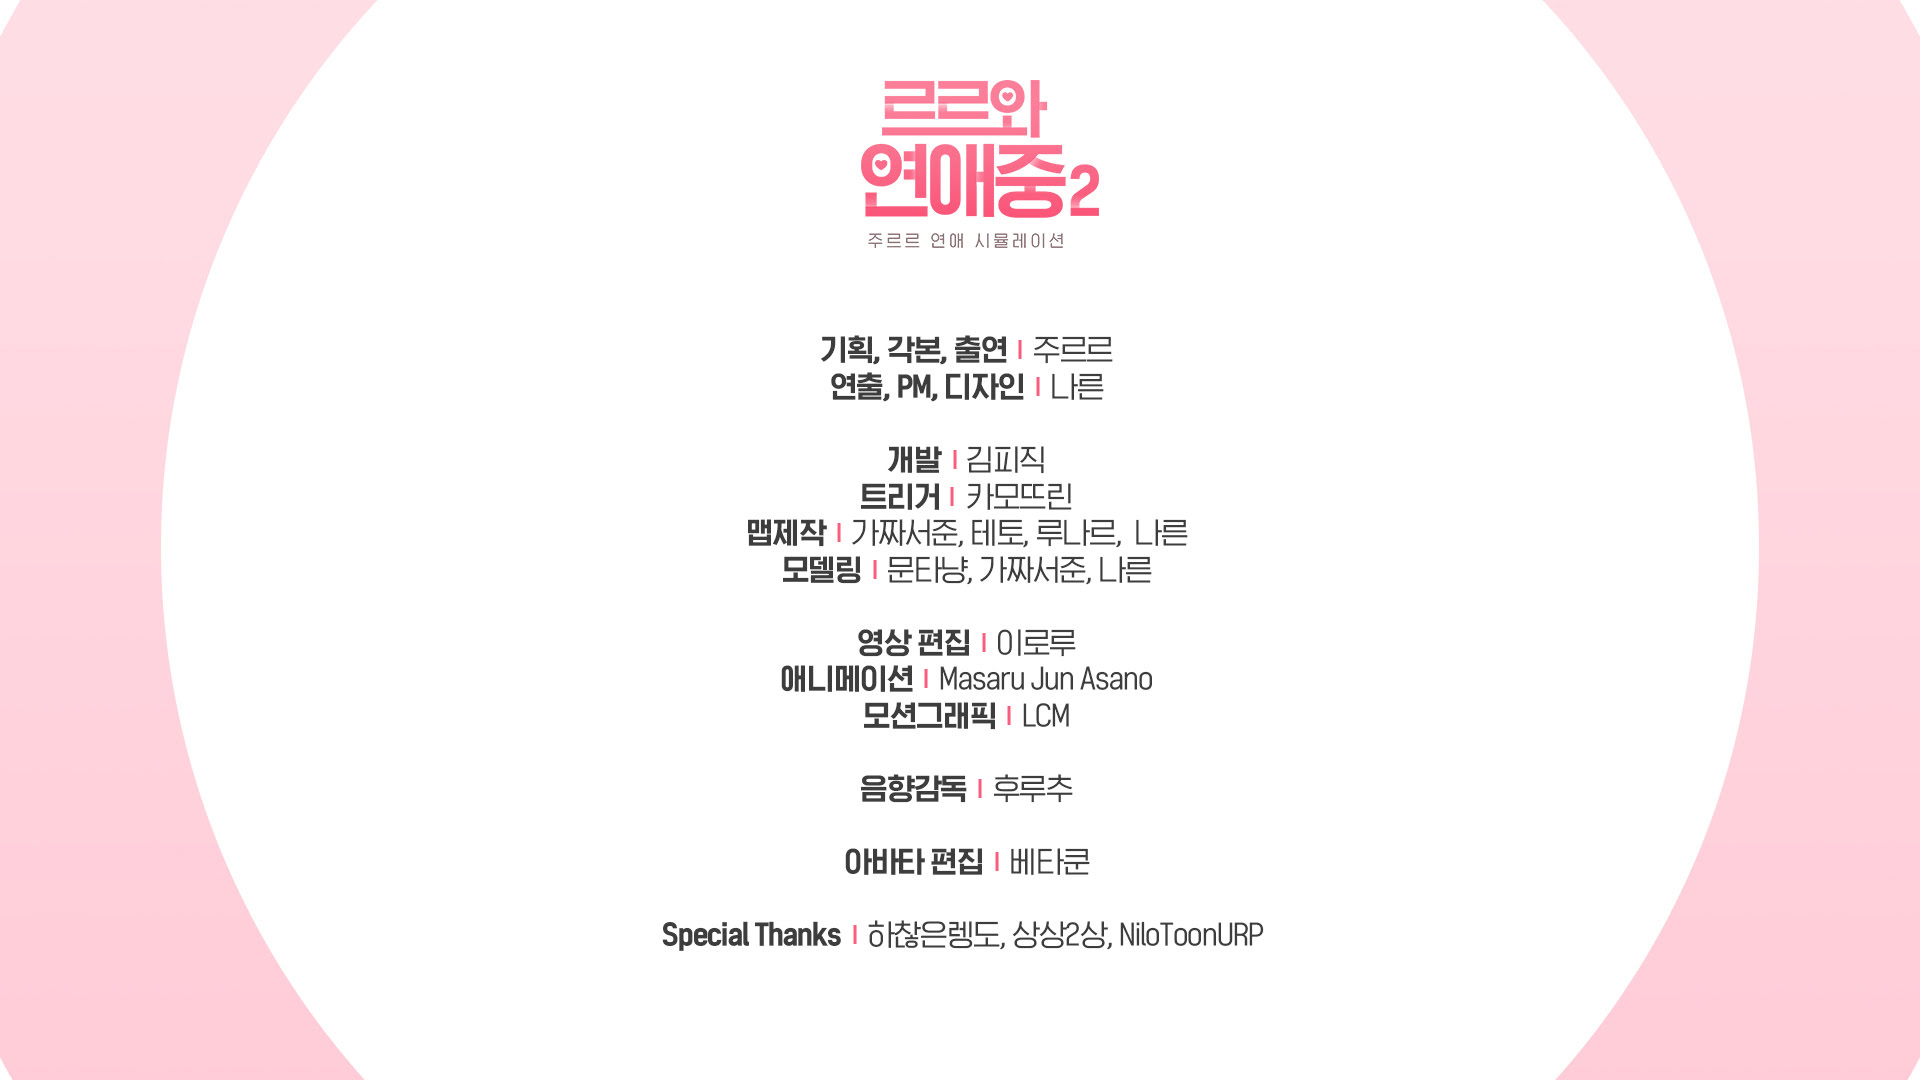 르르와
연애중2
주르르 연애 시뮬레이션
기획, 각본, 출연 | 주르르
연출, PM, 디자인 | 나른
개발 | 김피직
트리거 | 카모뜨린
맵제작 | 가짜서준, 테토, 루나르, 나른
모델링 | 문타냥, 가짜서준, 나른
영상 편집 | 이로루
애니메이션 | Masaru Jun Asano
모션그래픽 | LCM
음향감독 | 후루추
아바타 편집 | 베타쿤
Special Thanks | 하찮은렝도, 상상2상, NiloToonURP